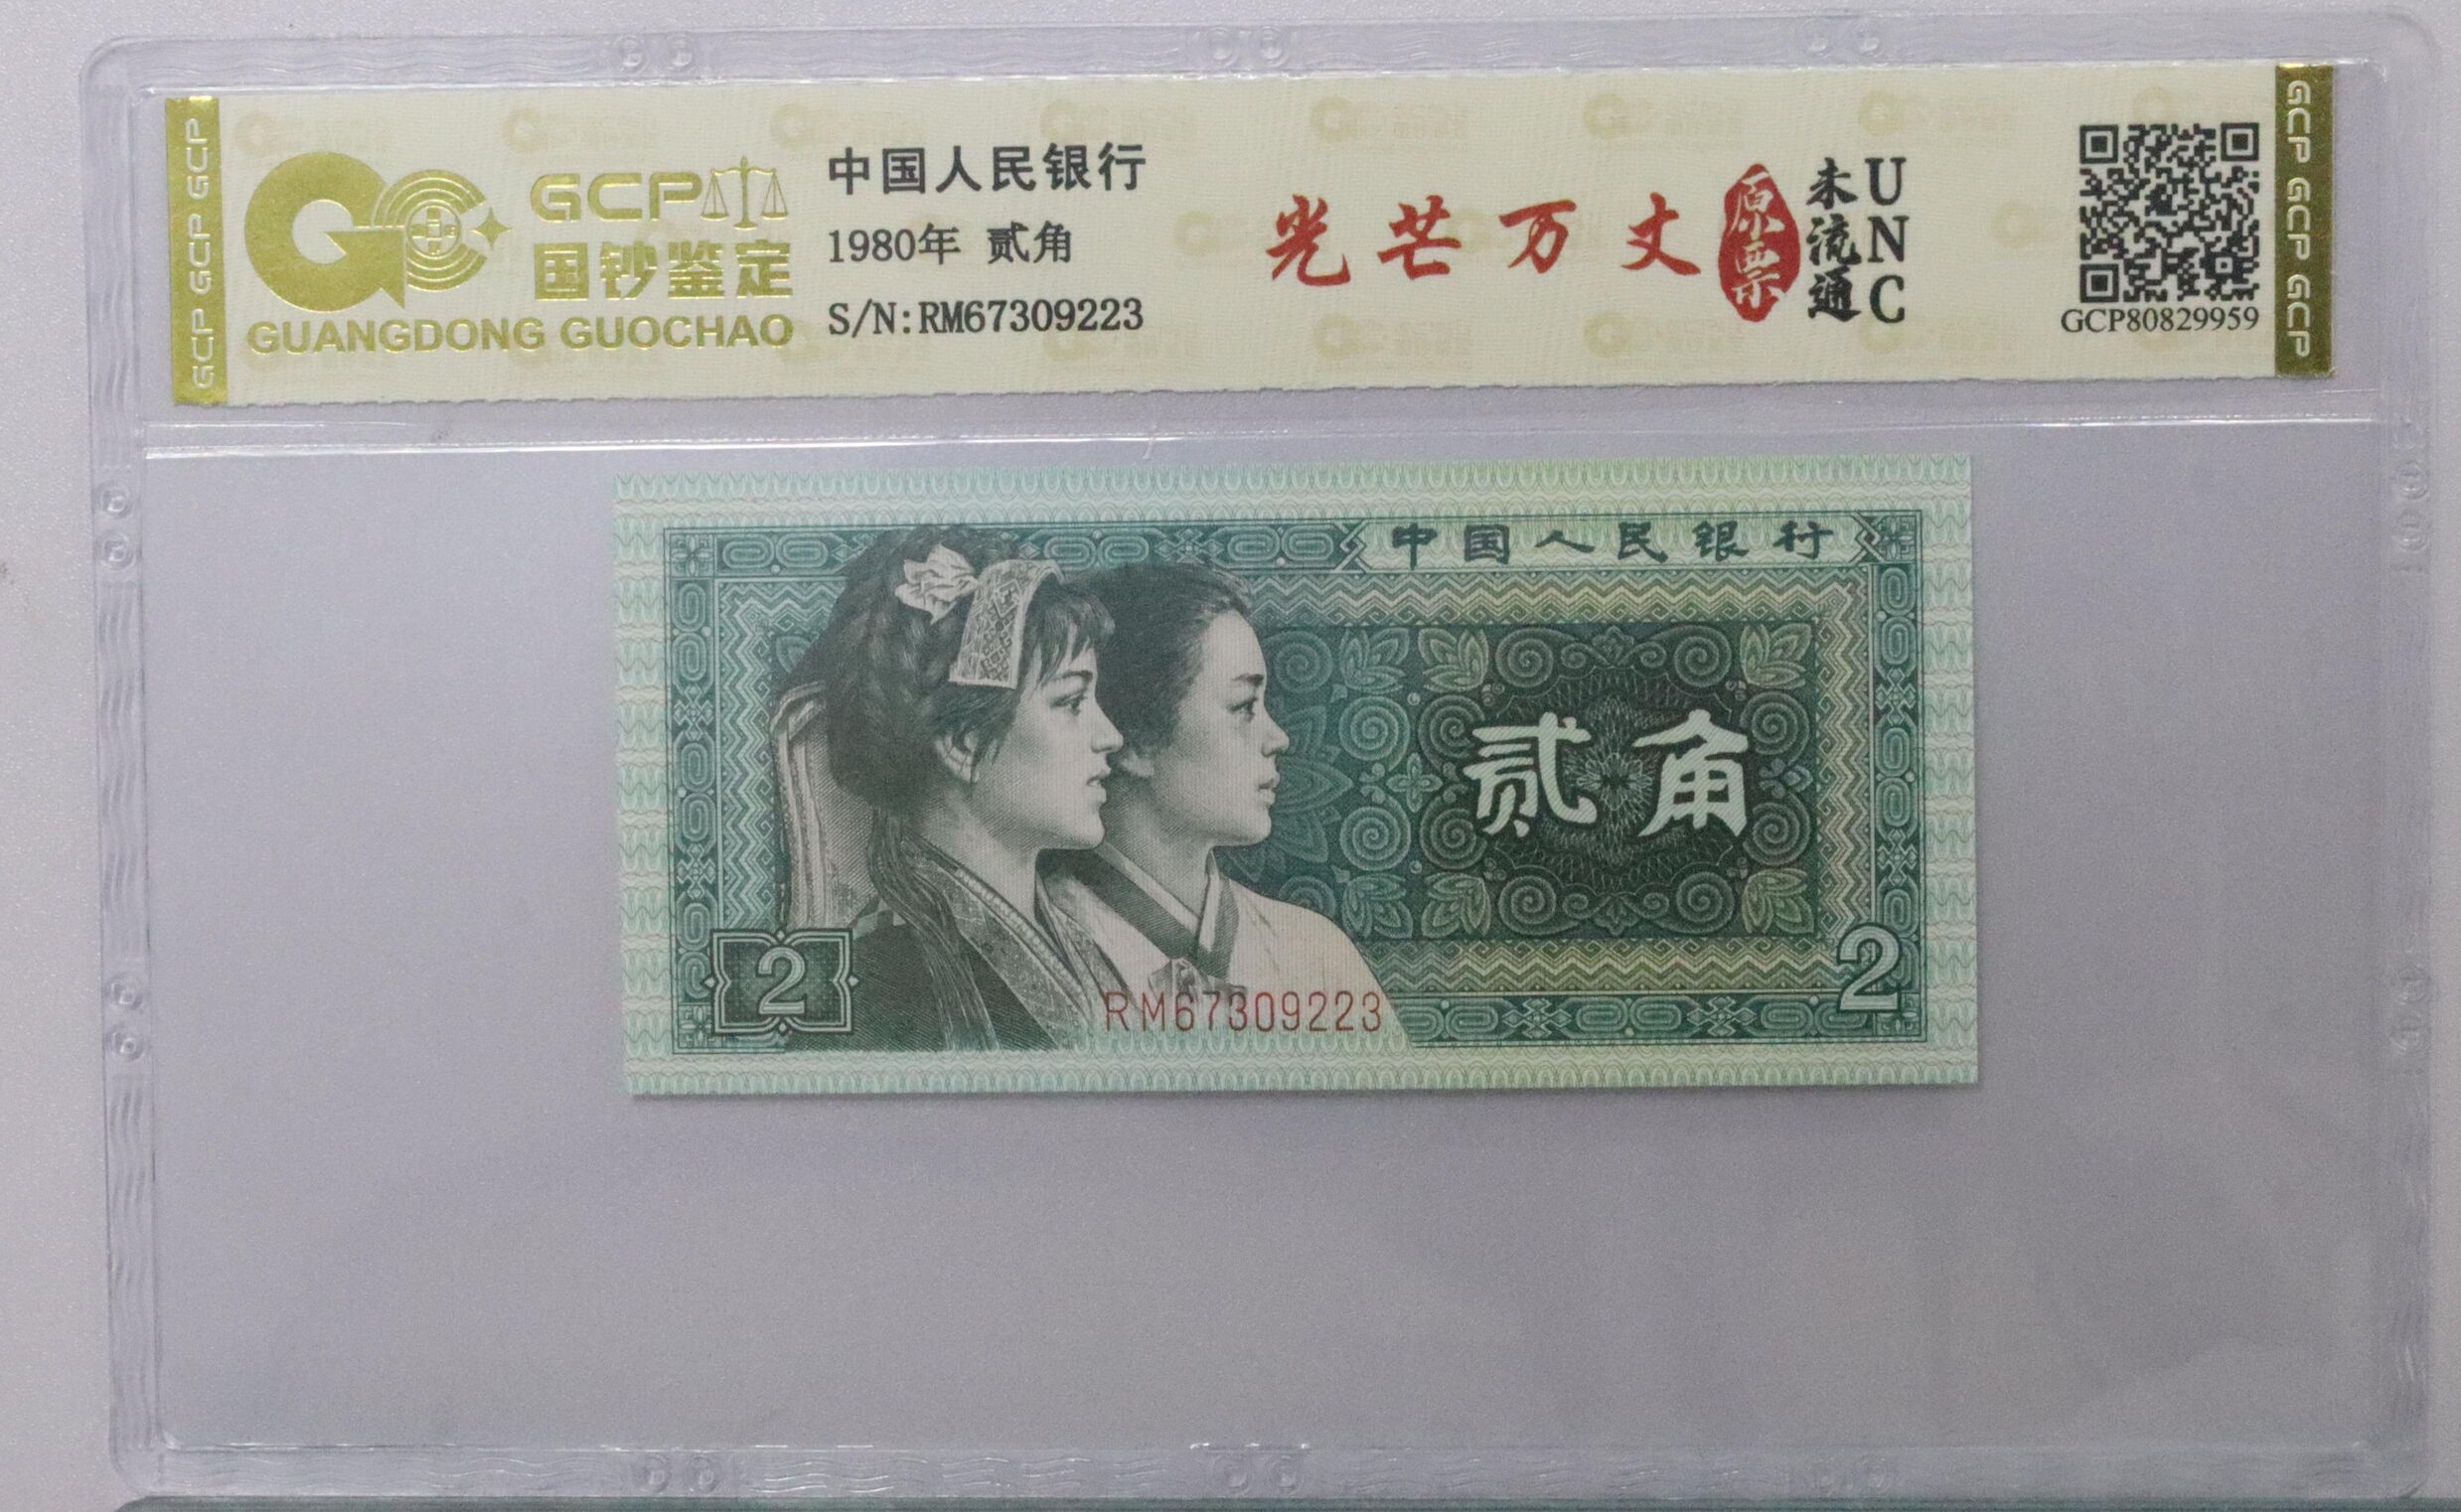 GCP GCP GCP
GCP
国钞鉴定
GUANGDONG GUOCHAO
中国人民银行
1980年 贰角
S/N:RM67309223
光芒万丈
原票
未流通
UNC
GCP80829959
GCP GCP GCP
中国人民银行
贰角
2
RM67309223
2